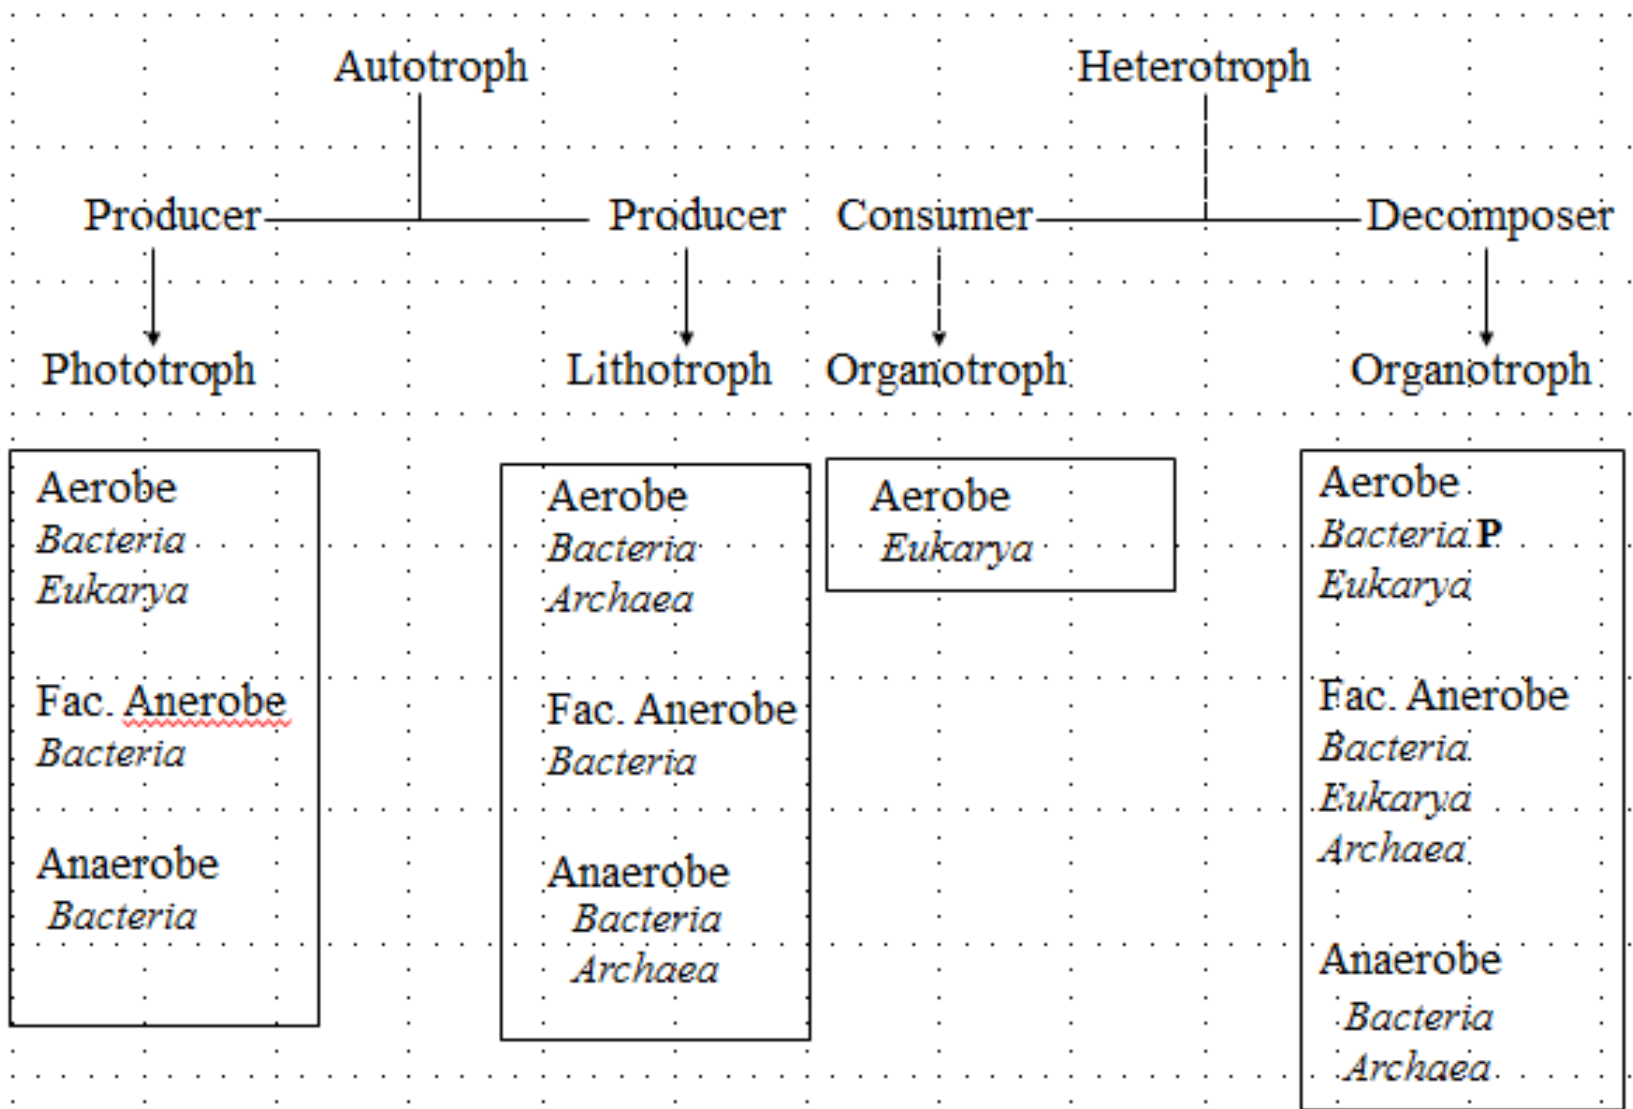 Autotroph
Heterotroph
Producer
Producer
Consumer
Decomposer
Phototroph
Lithotroph
Organotroph
Organotroph
Aerobe
Bacteria
Eukarya
Fac. Anerobe
Bacteria
Anaerobe
Bacteria
Aerobe
Bacteria
Archaea
Fac. Anerobe
Bacteria
Anaerobe
Bacteria
Archaea
Aerobe
Eukarya
Aerobe
Bacteria P
Eukarya
Fac. Anerobe
Bacteria
Eukarya
Archaea
Anaerobe
Bacteria
Archaea